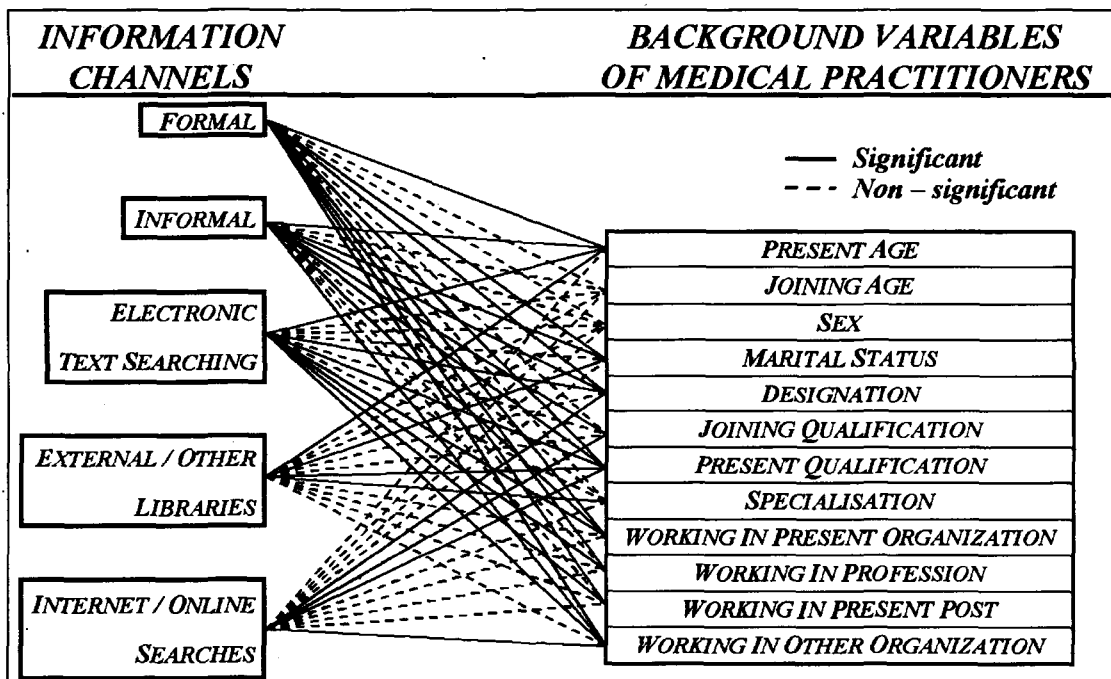 INFORMATION
CHANNELS
BACKGROUND VARIABLES
OF MEDICAL PRACTITIONERS
FORMAL
INFORMAL
ELECTRONIC
TEXT SEARCHING
EXTERNAL / OTHER
LIBRARIES
INTERNET / ONLINE
SEARCHES
Significant
Non – significant
PRESENT AGE
JOINING AGE
SEX
MARITAL STATUS
DESIGNATION
JOINING QUALIFICATION
PRESENT QUALIFICATION
SPECIALISATION
WORKING IN PRESENT ORGANIZATION
WORKING IN PROFESSION
WORKING IN PRESENT POST
WORKING IN OTHER ORGANIZATION